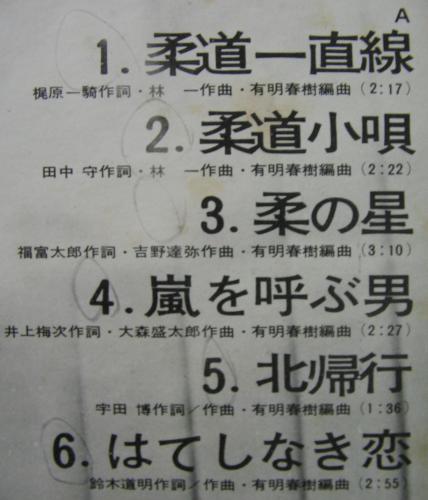 A
1.柔道一直線
梶原一騎作詞・林 一作曲・有明春樹編曲(2:17)
2.柔道小唄
田中 守作詞・林 一作曲・有明春樹編曲(2:22)
3.柔の星
福富太郎作詞・吉野達弥作曲・有明春樹編曲(3:10)
4.嵐を呼ぶ男
井上梅次作詞・大森盛太郎作曲・有明春樹編曲(2:27)
5.北帰行
宇田 博作詞/作曲・有明春樹編曲(1:36)
6.はてしなき恋
鈴木道明作詞/作曲・有明春樹編曲(2:55)